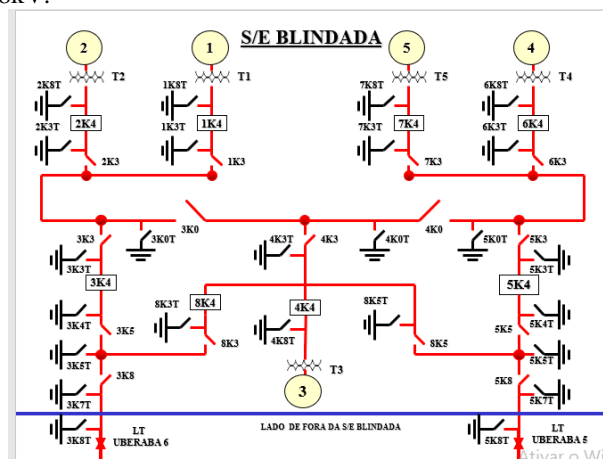 S/E BLINDADA
2 1 5 4
T2 T1 T5 T4
2K8T 1K8T 7K8T 6K8T
2K4 1K4 7K4 6K4
2K3T 1K3T 7K3T 6K3T
2K3 1K3 7K3 6K3
3K0 4K0
3K3 3K0T 4K3T 4K3 4K0T 5K0T 5K3
3K3T 5K3T
3K4 8K3T 8K4 4K4 8K5T 5K4
3K4T 3K5 8K3 4K8T 8K5 5K5 5K4T
3K5T 5K5T
T3
3K8 5K8
3
3K7T 5K7T
LADO DE FORA DA S/E BLINDADA
3K8T LT 5K8T LT
UBERABA 6 UBERABA 5